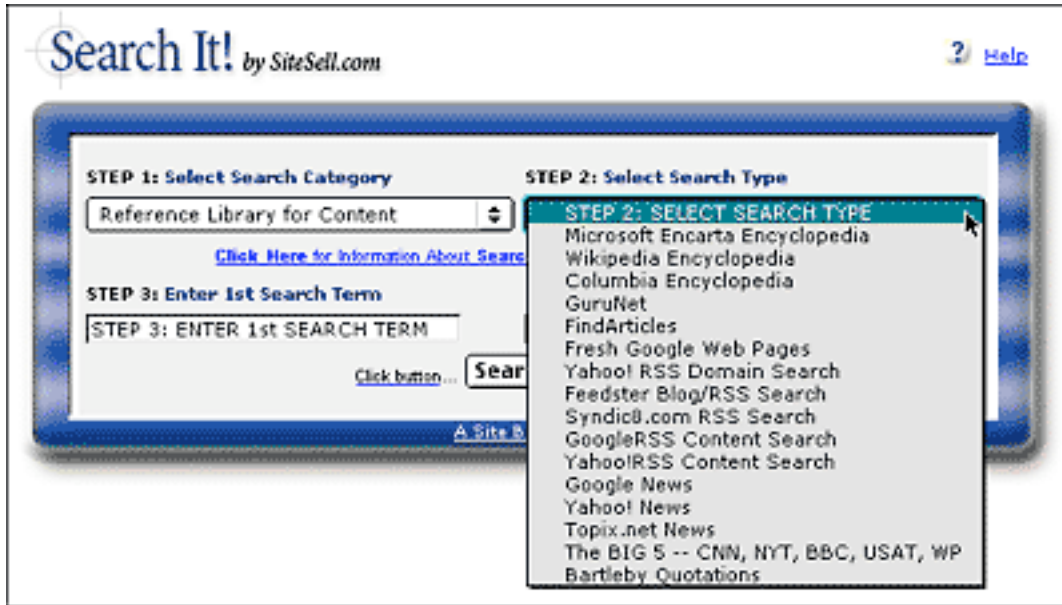 Search It! by SiteSell.com
? Help
STEP 1: Select Search Category
STEP 2: Select Search Type
Reference Library for Content
Click Here for Information About Searc
STEP 3: Enter 1st Search Term
STEP 3: ENTER 1st SEARCH TERM
Click button... Sear
A Site B
STEP 2: SELECT SEARCH TYPE
Microsoft Encarta Encyclopedia
Wikipedia Encyclopedia
Columbia Encyclopedia
GuruNet
FindArticles
Fresh Google Web Pages
Yahoo! RSS Domain Search
Feedster Blog/RSS Search
Syndic8.com RSS Search
GoogleRSS Content Search
Yahoo!RSS Content Search
Google News
Yahoo! News
Topix.net News
The BIG 5 -- CNN, NYT, BBC, USAT, WP
Bartleby Quotations